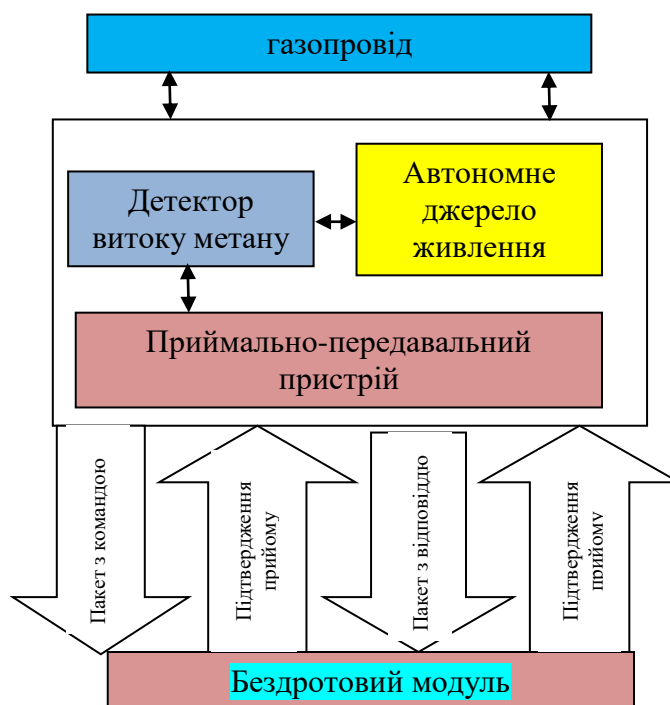 газопровід
Детектор
витоку метану
Автономне
джерело
живлення
Приймально-передавальний
пристрій
Пакет з командою
Підтвердження
прийому
Пакет з відповіддю
Підтвердження
прийому
Бездротовий модуль